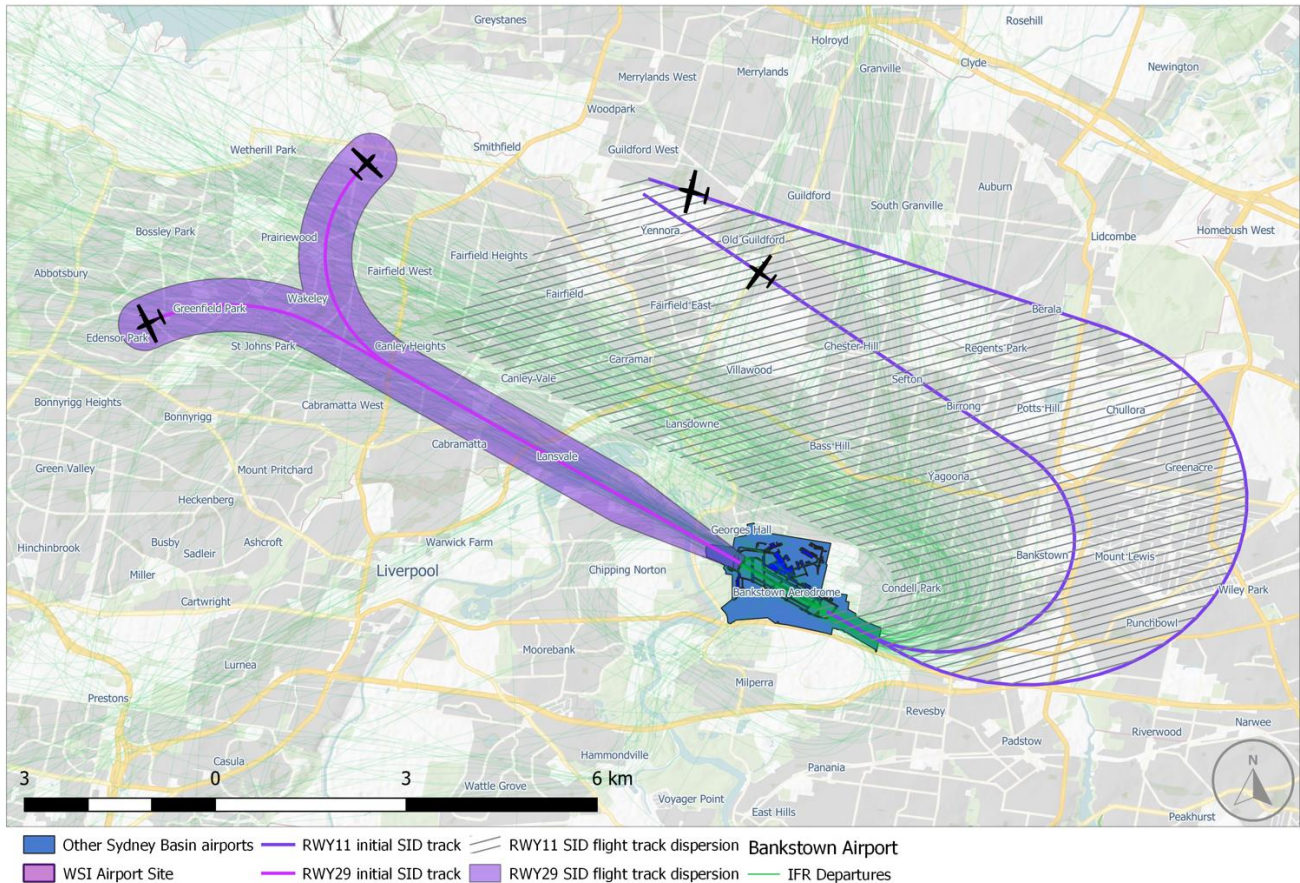 Greystanes
Rosehill
Holroyd
Clyde
Granville
Newington
Merrylands West
Merrylands
Woodpark
Wetherill Park
Smithfield
Guildford West
Guildford
Auburn
South Granville
Bossley Park
Prairiewood
Yennora
Old Guildford
Lidcombe
Homebush West
Abbotsbury
Fairfield West
Fairfield Heights
Fairfield
Fairfield East
Greenfield Park
Wakeley
Berala
Edensor Park
St Johns Park
Canley Heights
Chester Hill
Regents Park
Carramar
Villawood
Sefton
Canley Vale
Bonnyrigg Heights
Bonnyrigg
Cabramatta West
Birrong
Potts Hill
Chullora
Lansdowne
Cabramatta
Bass Hill
Lansvale
Green Valley
Mount Pritchard
Yagoona
Greenacre
Heckenberg
Georges Hall
Hinchinbrook
Busby
Sadleir
Ashcroft
Warwick Farm
Liverpool
Chipping Norton
Bankstown
Mount Lewis
Miller
Cartwright
Bankstown Aerodrome
Condell Park
Wiley Park
Punchbowl
Moorebank
Lurnea
Milperra
Prestons
Revesby
Narwee
Riverwood
Padstow
Casula
Hammondville
Panania
N
3 0 3 6 km
Wattle Grove
Voyager Point
East Hills
Peakhurst
Other Sydney Basin airports
RWY11 initial SID track
RWY11 SID flight track dispersion
Bankstown Airport
WSI Airport Site
RWY29 initial SID track
RWY29 SID flight track dispersion
IFR Departures